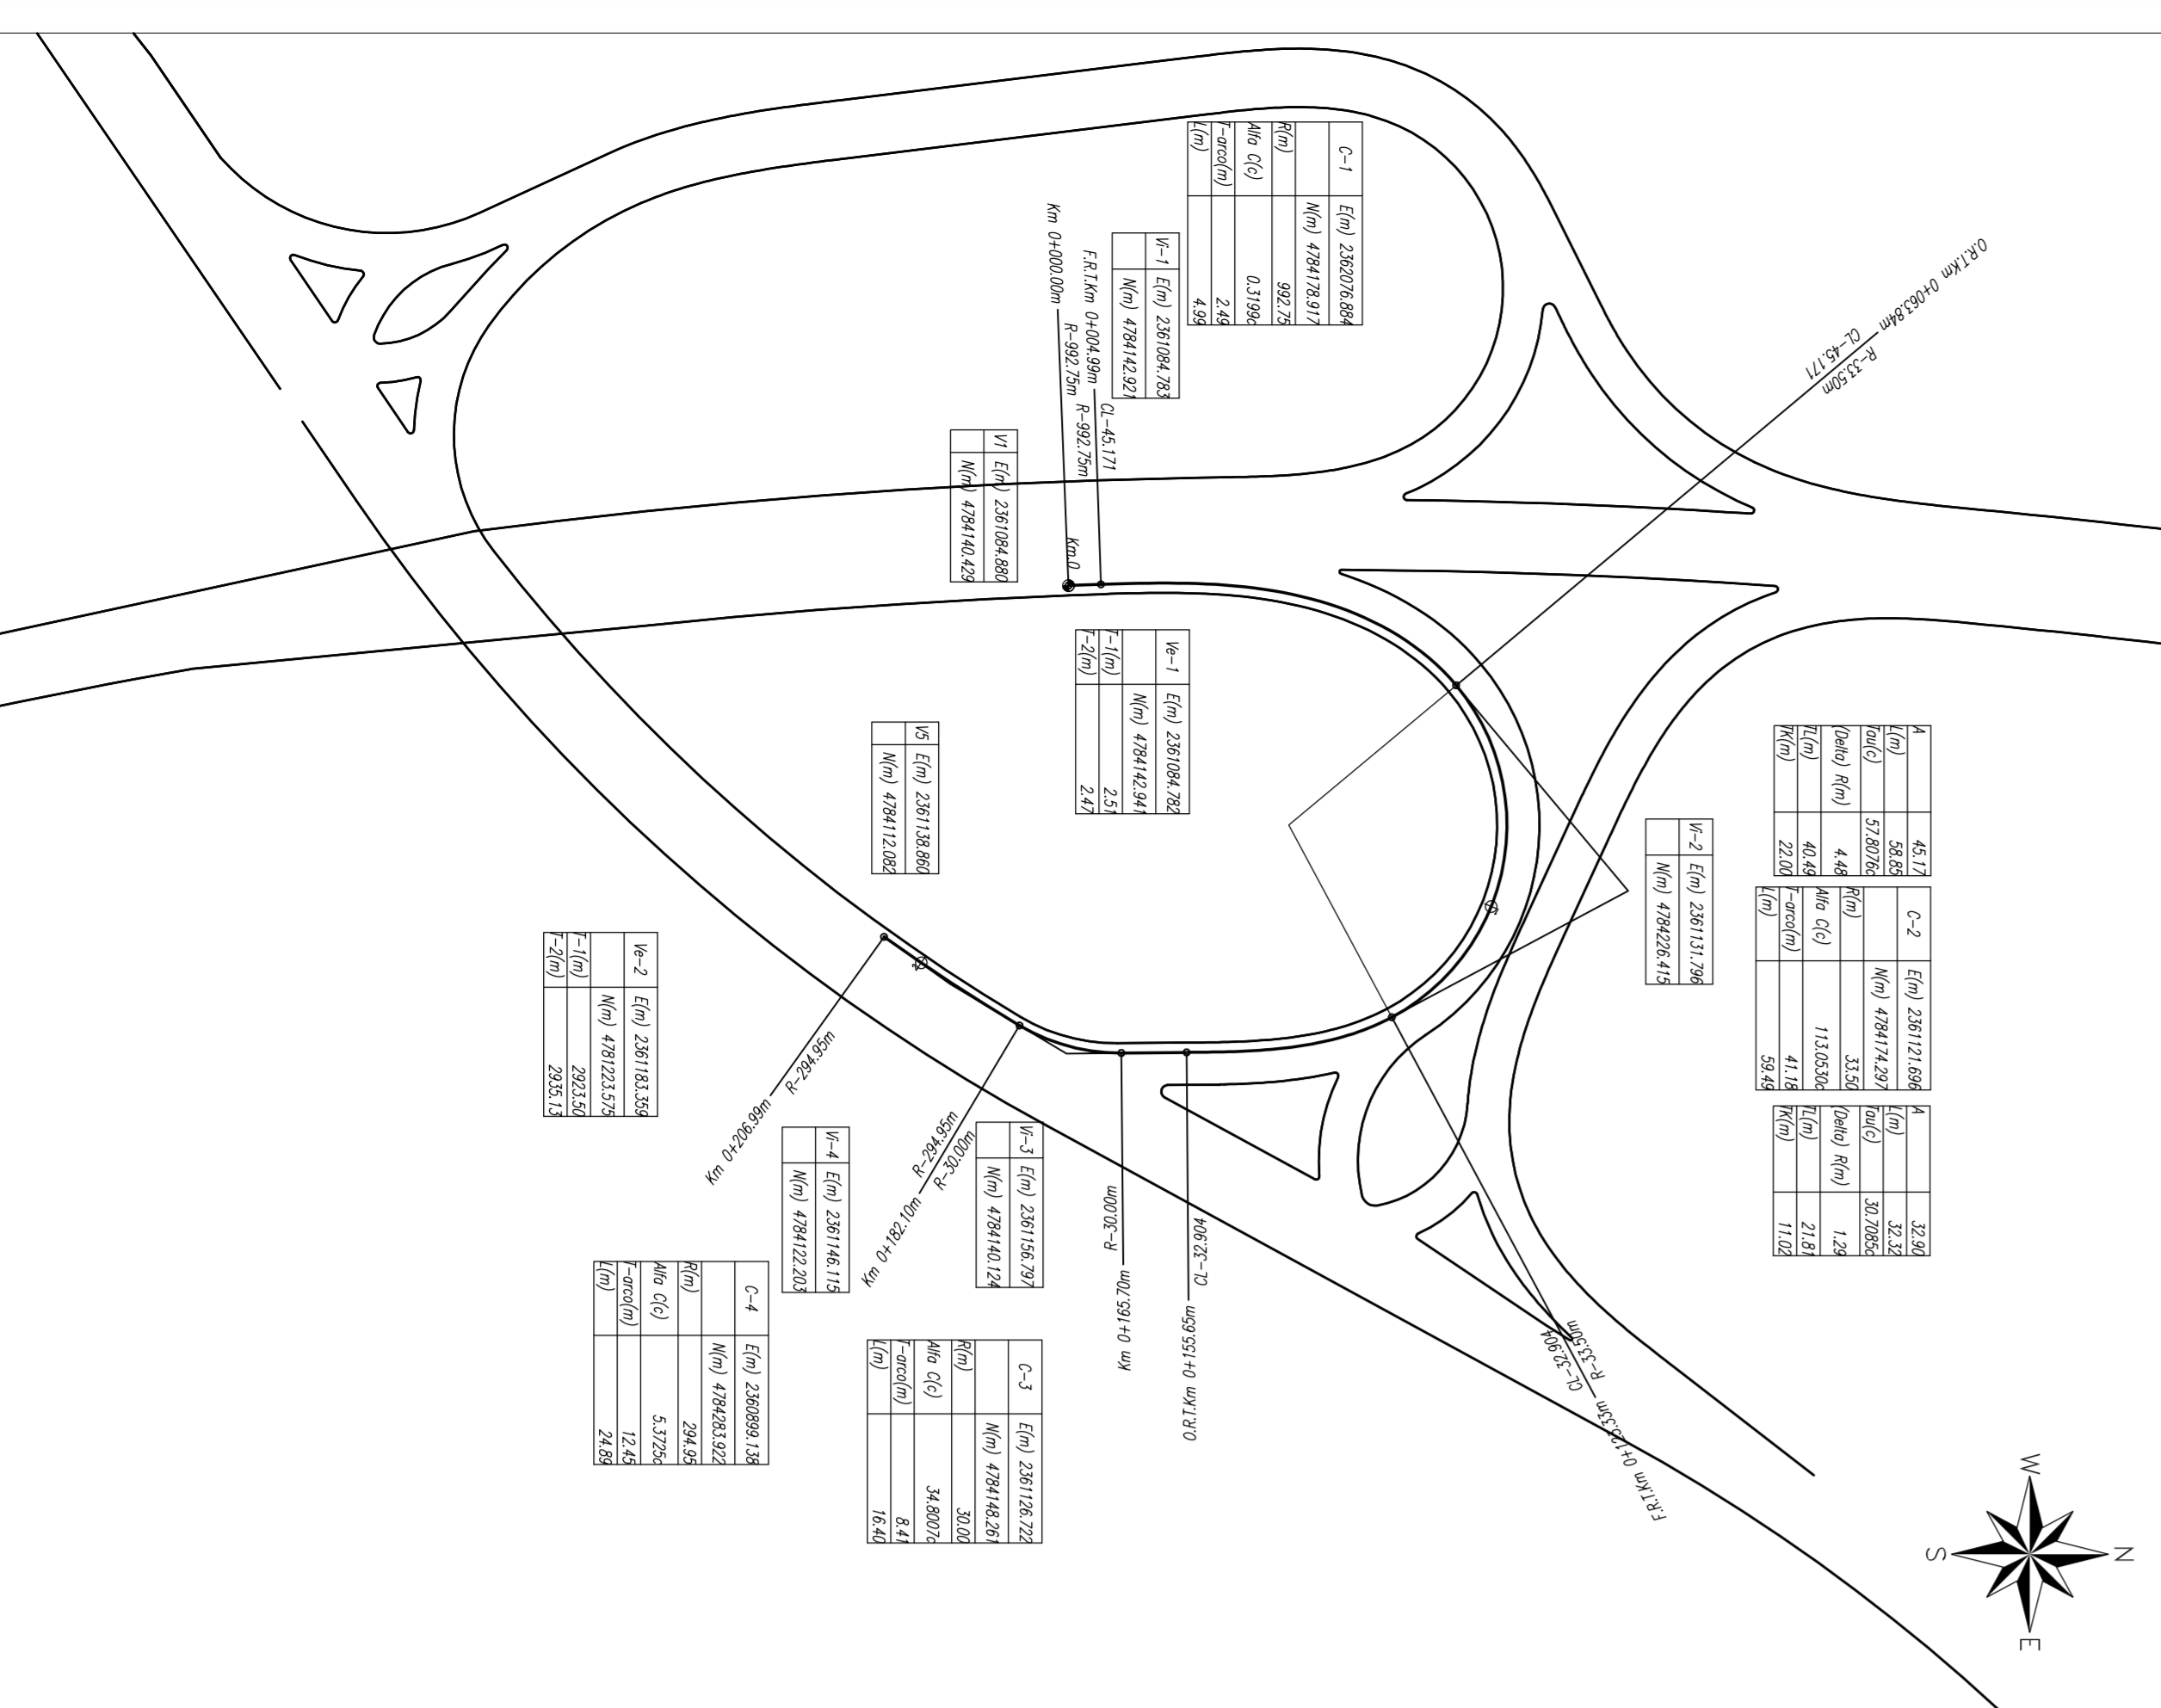 C-1 E(m) 2362076.884
N(m) 4784178.917
R(m) 992.75
Alfa C(c) 0.3199c
T-arco(m) 2.49
L(m) 4.99
Vi-1 E(m) 2361084.783
N(m) 4784142.921
CL-45.171
F.R.T.Km 0+004.99m R-992.75m
R-992.75m
Km 0+000.00m
Km.0
V1 E(m) 2361084.880
N(m) 4784140.429
O.R.T.Km 0+063.84m
CL-45.171
R-33.50m
Ve-1 E(m) 2361084.782
N(m) 4784142.941
T-1(m) 2.51
T-2(m) 2.47
V5 E(m) 2361138.860
N(m) 4784112.082
A 45.17
L(m) 58.85
Tau(c) 57.8076c
(Delta) R(m) 4.48
TL(m) 40.49
TK(m) 22.00
Vi-2 E(m) 2361131.796
N(m) 4784226.415
C-2 E(m) 2361121.696
N(m) 4784174.297
R(m) 33.50
Alfa C(c) 113.0530c
T-arco(m) 41.18
L(m) 59.49
A 32.90
L(m) 32.32
Tau(c) 30.7085c
(Delta) R(m) 1.29
TL(m) 21.81
TK(m) 11.02
Ve-2 E(m) 2361183.359
N(m) 4781223.575
T-1(m) 2923.50
T-2(m) 2935.13
R-294.95m
Km 0+206.99m
R-294.95m
R-30.00m
Km 0+182.10m
Vi-3 E(m) 2361156.797
N(m) 4784140.124
Vi-4 E(m) 2361146.115
N(m) 4784122.203
R-30.00m
Km 0+165.70m
CL-32.904
O.R.T.Km 0+155.65m
R-33.50m
CL-32.904
F.R.T.Km 0+123.33m
C-3 E(m) 2361126.722
N(m) 4784148.261
R(m) 30.00
Alfa C(c) 34.8007c
T-arco(m) 8.41
L(m) 16.40
C-4 E(m) 2360899.138
N(m) 4784283.922
R(m) 294.95
Alfa C(c) 5.3725c
T-arco(m) 12.45
L(m) 24.89
W
N
S
E